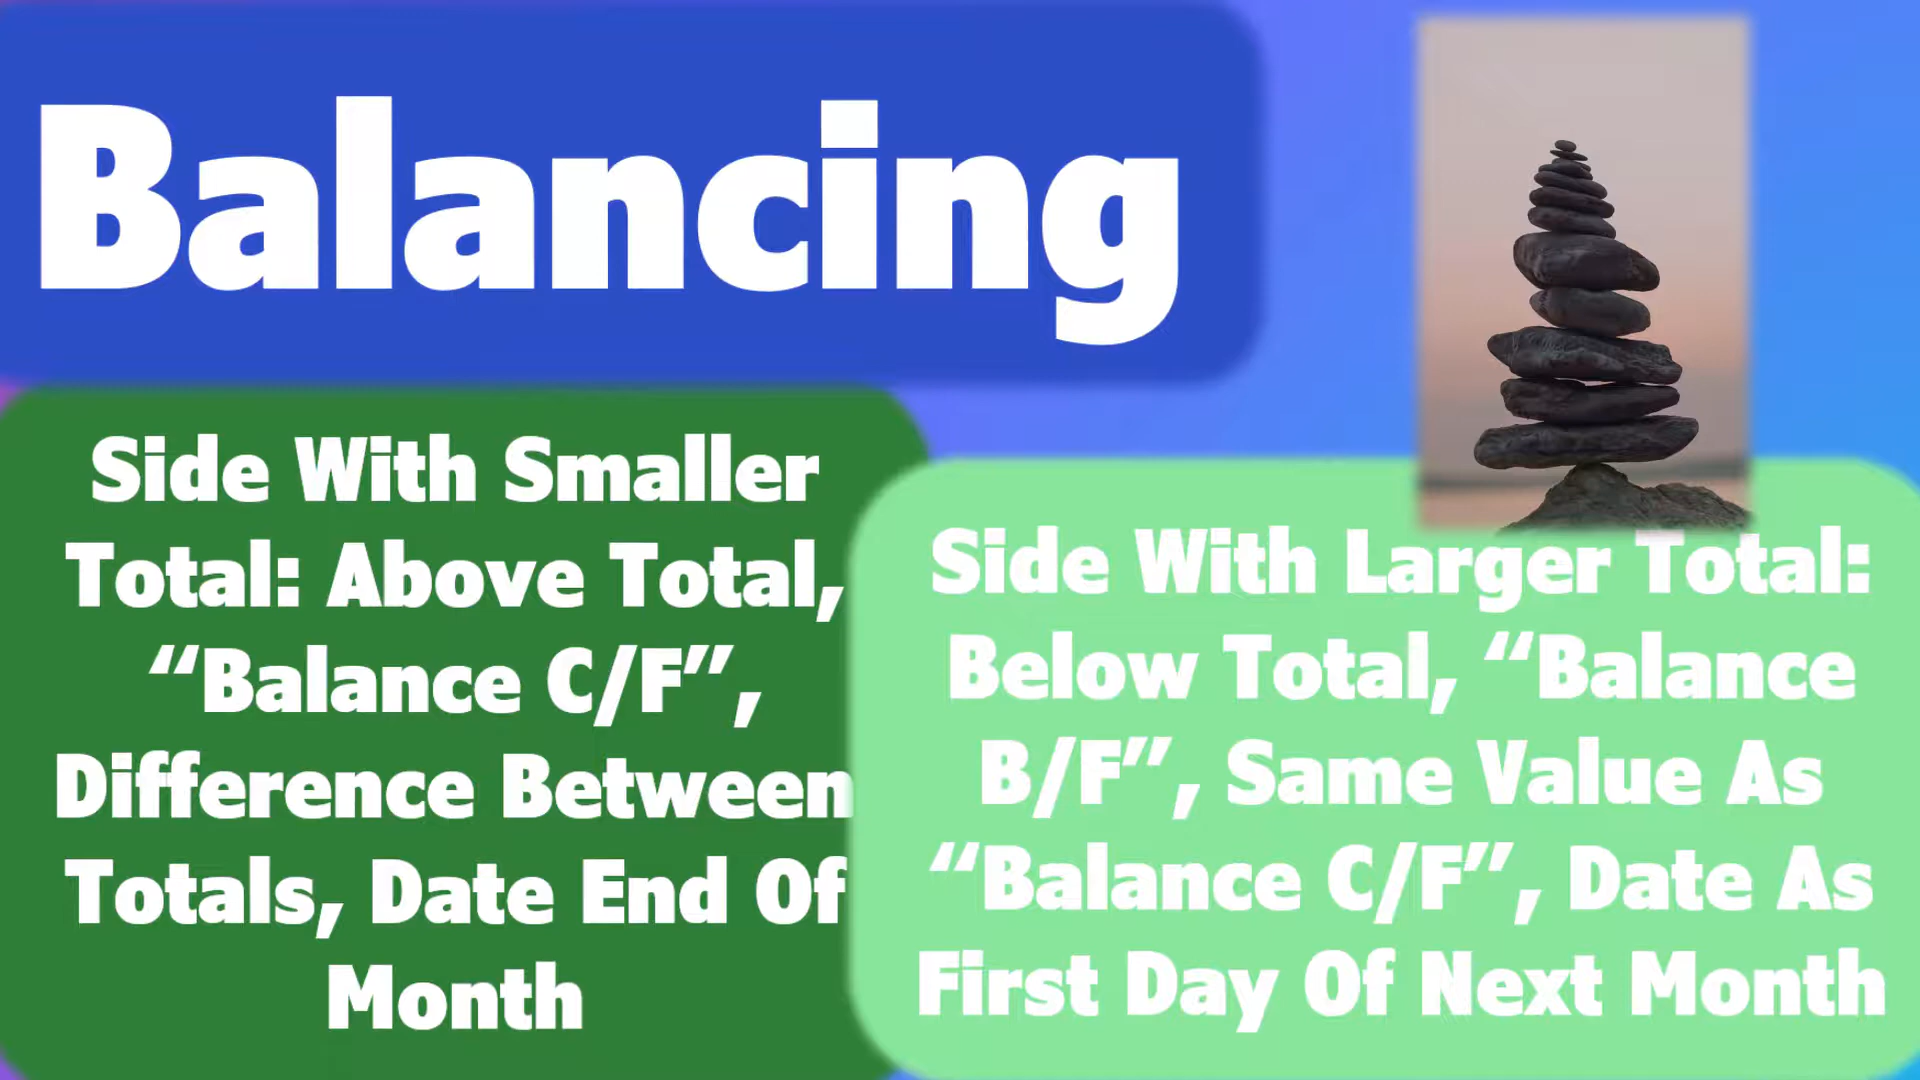 Balancing
Side With Smaller
Total: Above Total,
“Balance C/F”,
Difference Between
Totals, Date End Of
Month
Side With Larger Total:
Below Total, “Balance
B/F”, Same Value As
“Balance C/F”, Date As
First Day Of Next Month